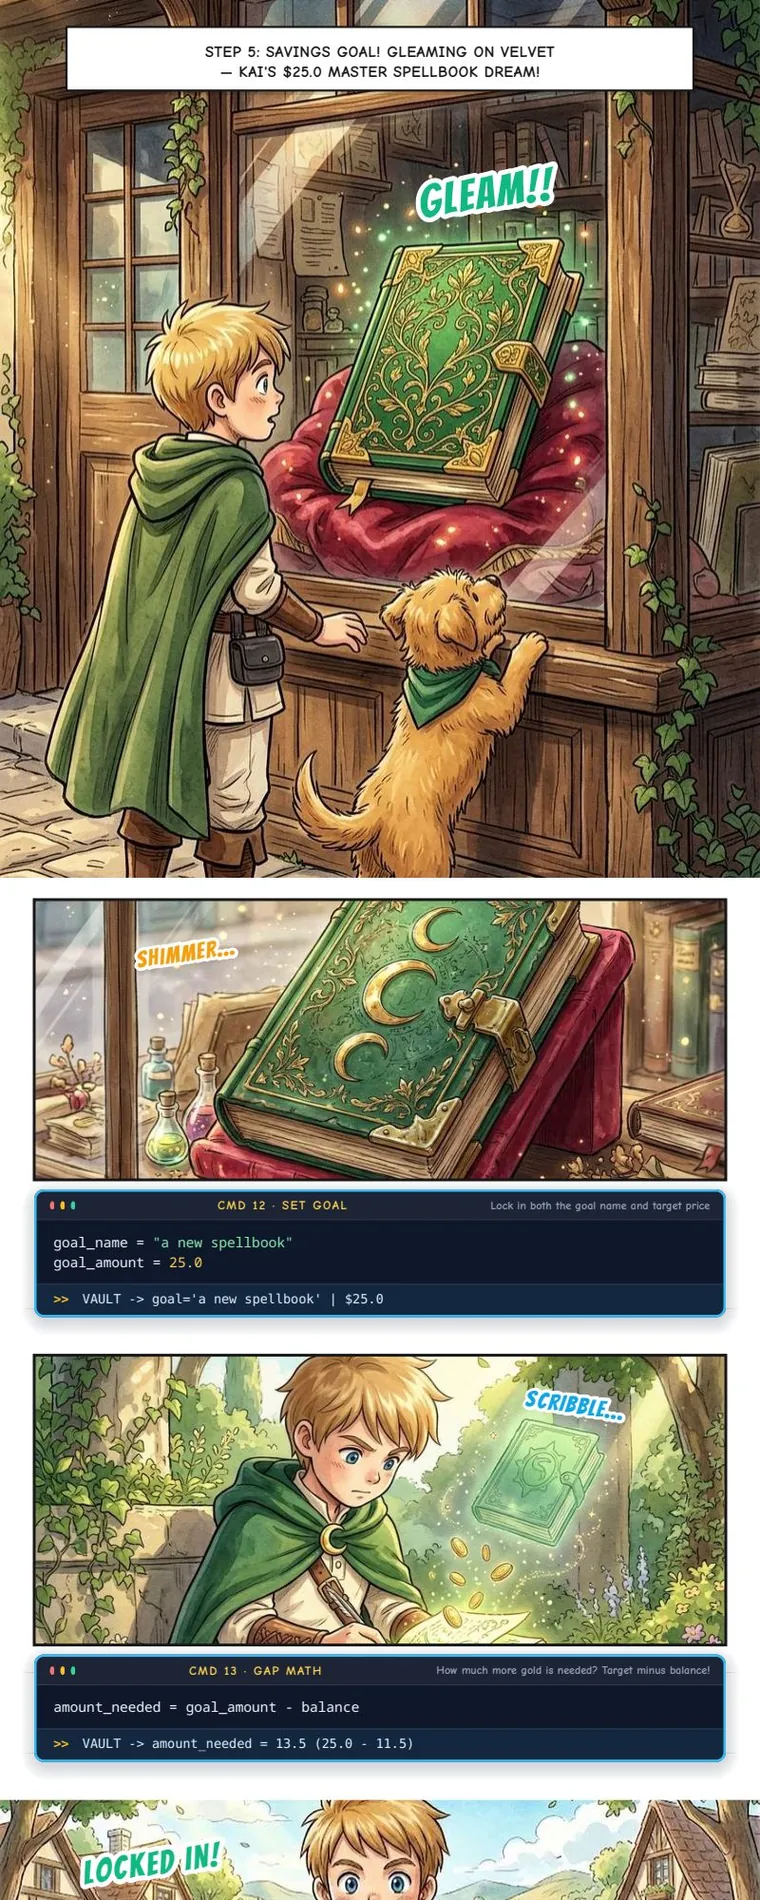 STEP 5: SAVINGS GOAL! GLEAMING ON VELVET
— KAI'S $25.0 MASTER SPELLBOOK DREAM!
GLEAM!!
SHIMMER...
CMD 12 · SET GOAL
Lock in both the goal name and target price
goal_name = "a new spellbook"
goal_amount = 25.0
>> VAULT -> goal='a new spellbook' | $25.0
SCRIBBLE...
CMD 13 · GAP MATH
How much more gold is needed? Target minus balance!
amount_needed = goal_amount - balance
>> VAULT -> amount_needed = 13.5 (25.0 - 11.5)
LOCKED IN!